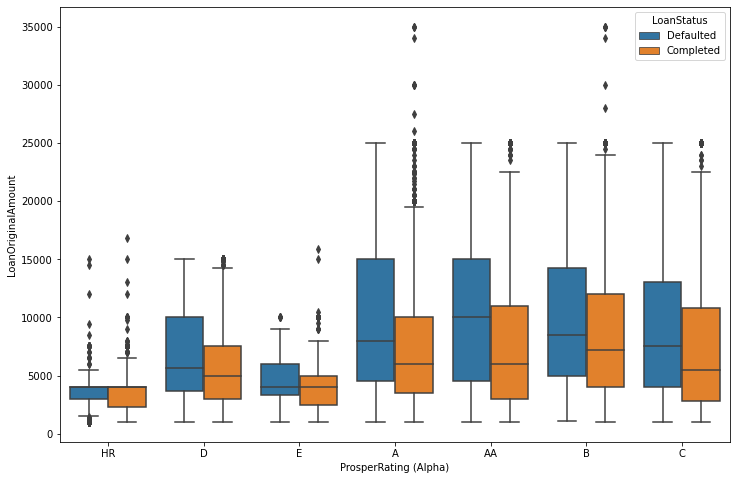 LoanStatus
Defaulted
Completed
35000
30000
25000
20000
15000
10000
5000
0
LoanOriginalAmount
HR D E A AA B C
ProsperRating (Alpha)